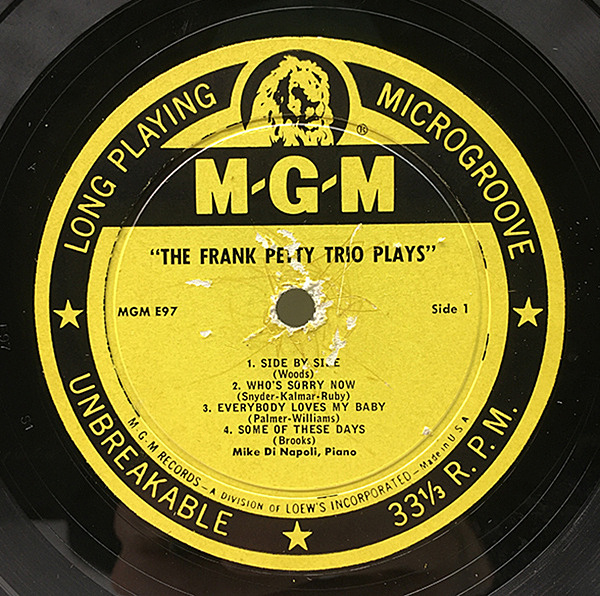 LONG PLAYING MICROGROOVE
®
M-G-M
"THE FRANK PETTY TRIO PLAYS"
MGM E97
Side 1
1. SIDE BY SIDE
(Woods)
2. WHO'S SORRY NOW
(Snyder-Kalmar-Ruby)
3. EVERYBODY LOVES MY BABY
(Palmer-Williams)
4. SOME OF THESE DAYS
(Brooks)
Mike Di Napoli, Piano
M-G-M RECORDS — A DIVISION OF LOEW'S INCORPORATED — Made in U.S.A
UNBREAKABLE
33⅓ R.P.M.